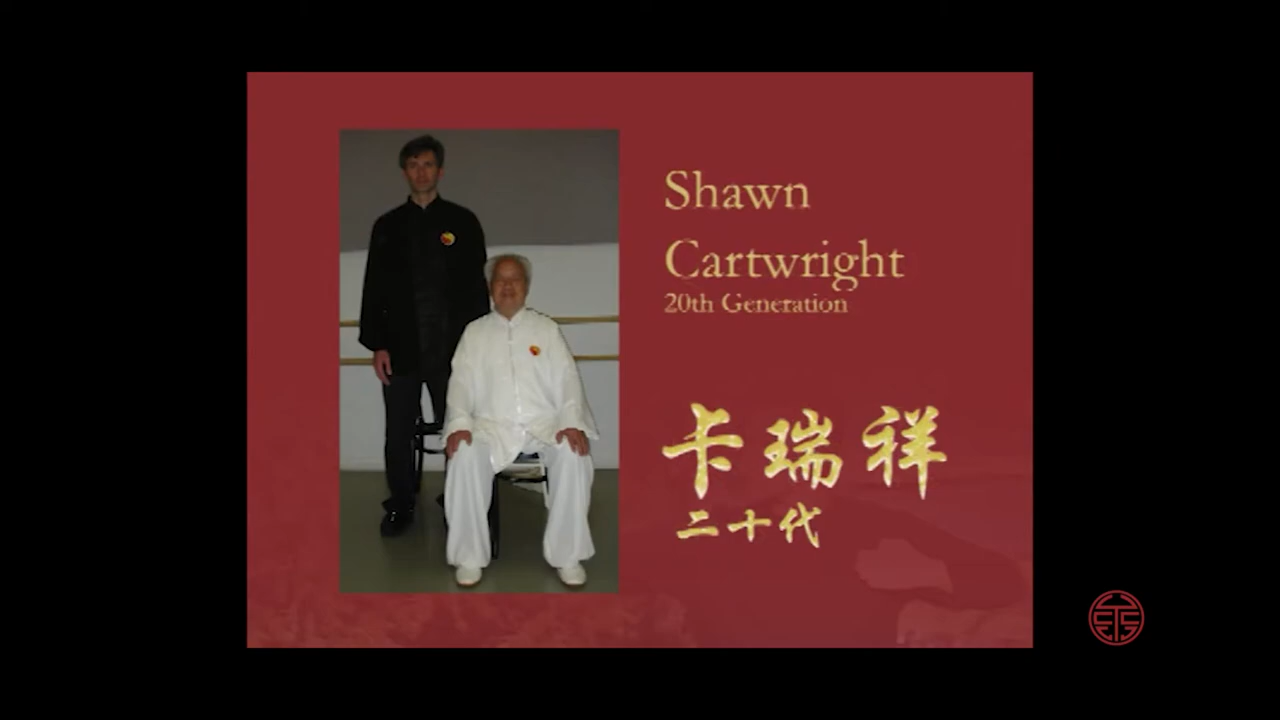 Shawn
Cartwright
20th Generation
卡瑞祥
二十代